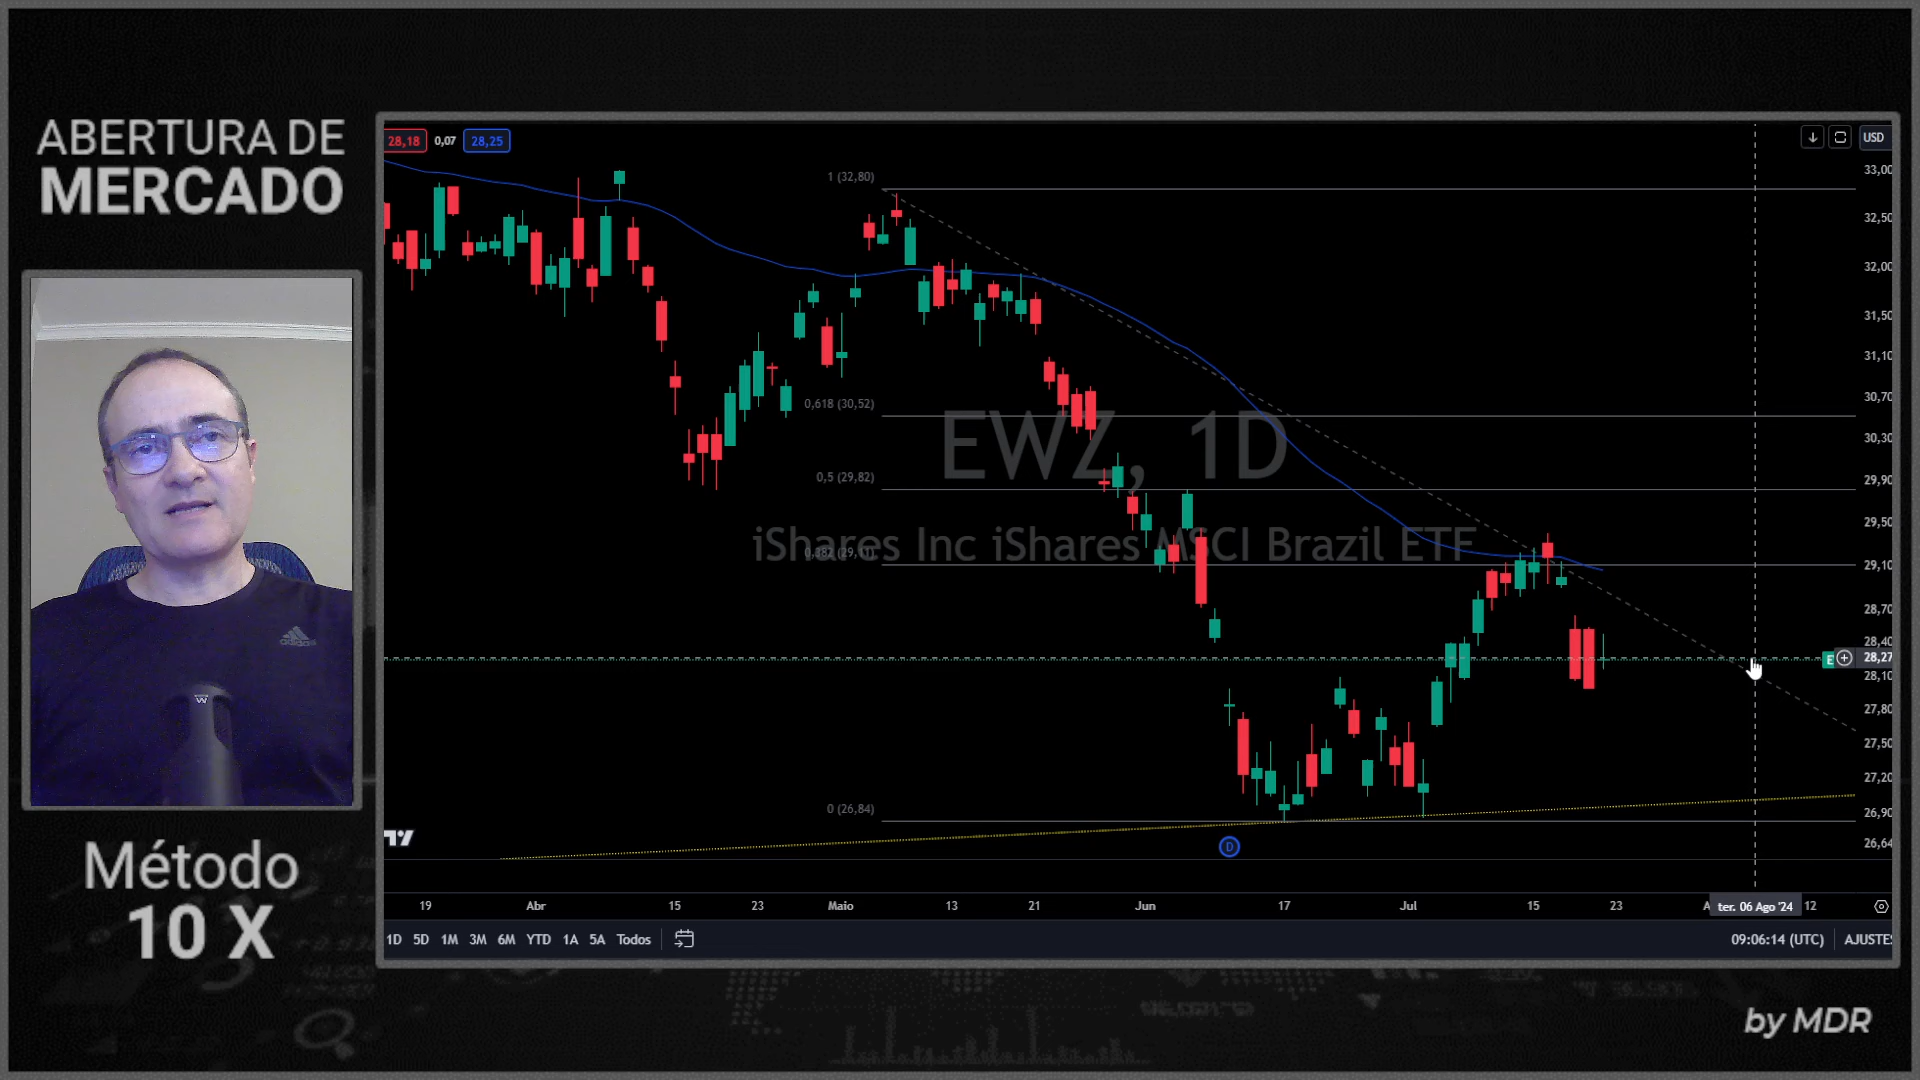 ABERTURA DE
MERCADO
Método
10 X
by MDR
28,18 0,07 28,25
USD
EWZ, 1D
iShares Inc iShares MSCI Brazil ETF
1 (32,80)
0,618 (30,52)
0,5 (29,82)
0,382 (29,11)
0 (26,84)
33,00
32,50
32,00
31,50
31,10
30,70
30,30
29,90
29,50
29,10
28,70
28,40
E 28,27
28,10
27,80
27,50
27,20
26,90
26,64
D
19 Abr 15 23 Maio 13 21 Jun 17 Jul 15 23 A ter. 06 Ago '24 12
1D 5D 1M 3M 6M YTD 1A 5A Todos
09:06:14 (UTC) AJUSTES